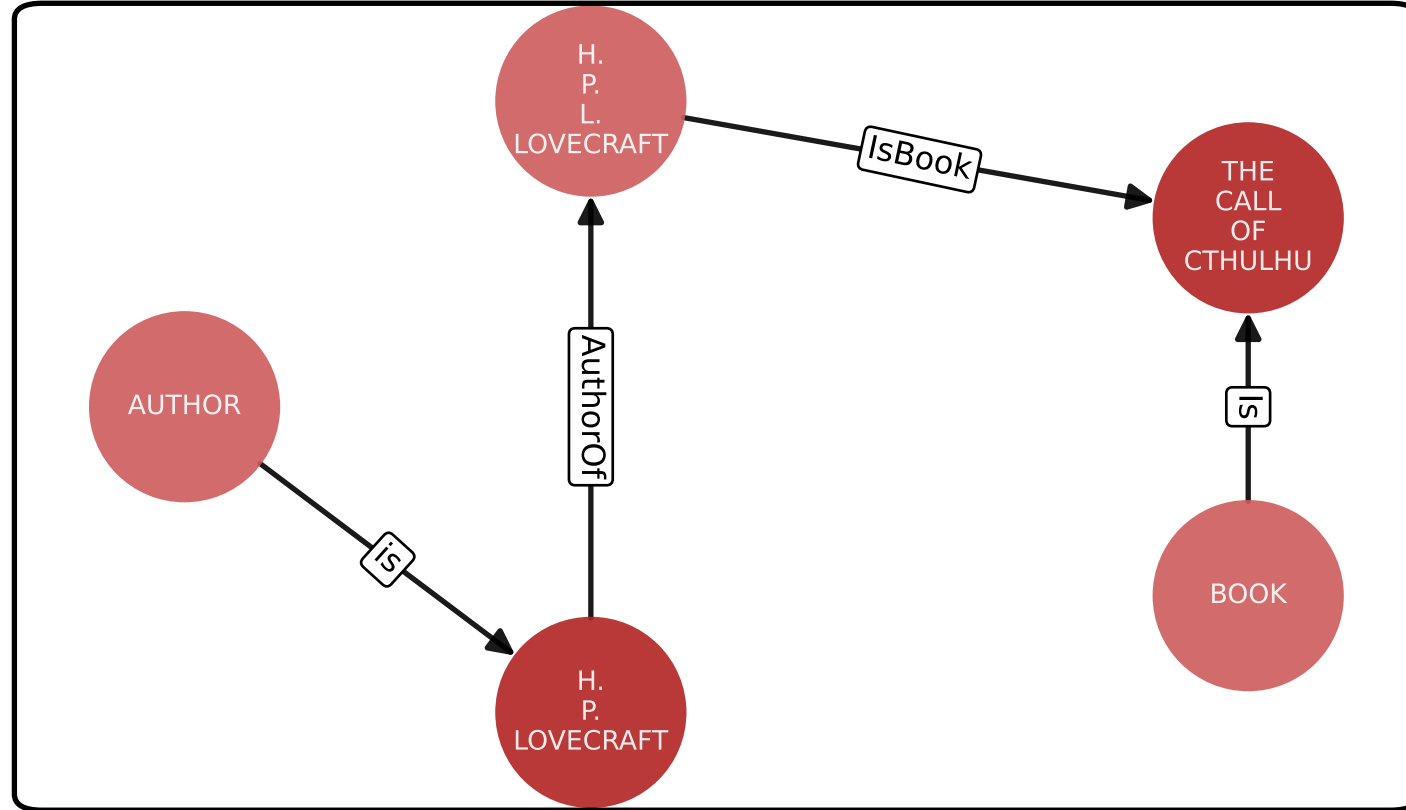 H.
P.
L.
LOVECRAFT
IsBook
THE
CALL
OF
CTHULHU
AUTHOR
AuthorOf
Is
is
BOOK
H.
P.
LOVECRAFT